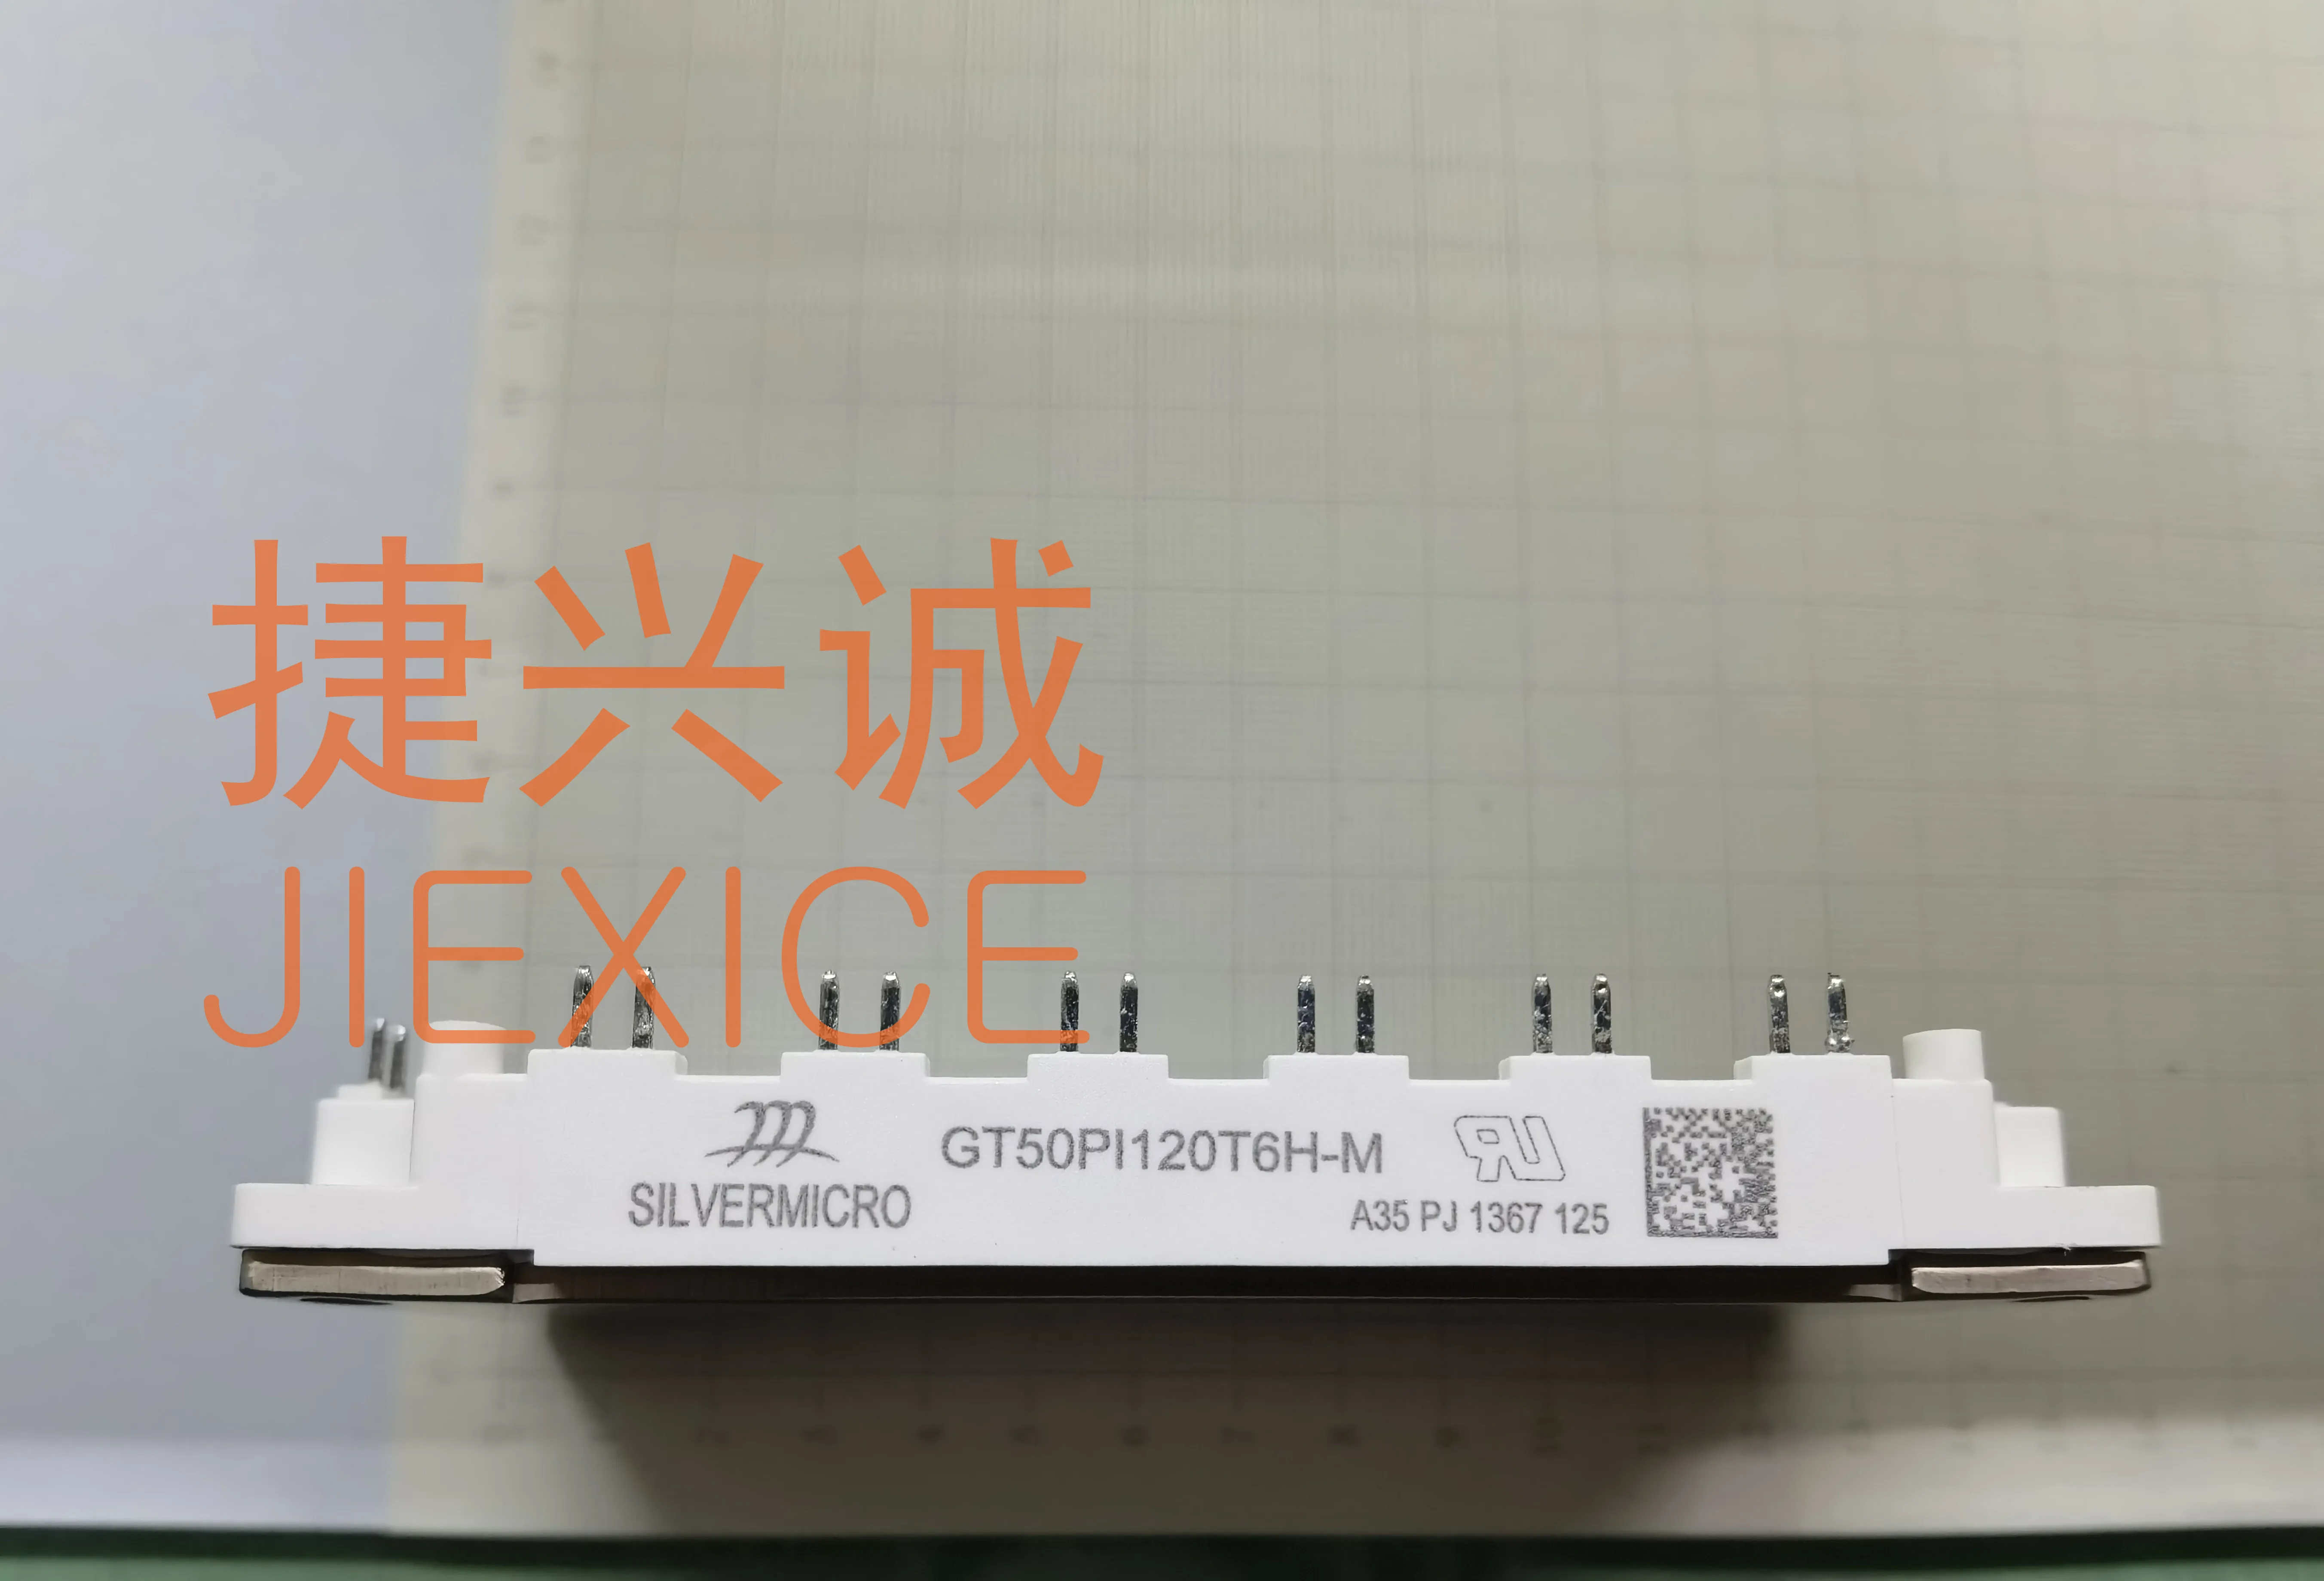 捷兴诚
JIEXICE
SILVERMICRO
GT50PI120T6H-M
A35 PJ 1367 125